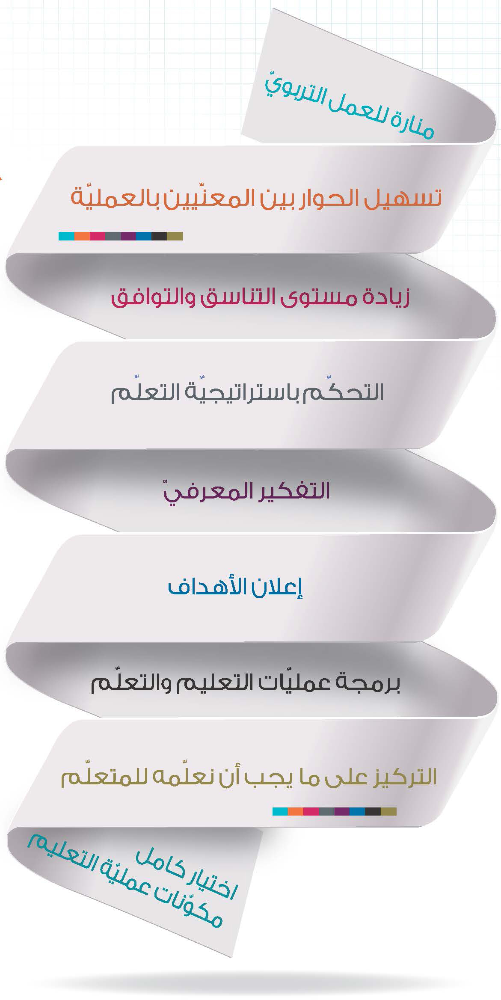 منارة للعمل التربويّ
تسهيل الحوار بين المعنّيين بالعمليّة
زيادة مستوى التناسق والتوافق
التحكّم باستراتيجيّة التعلّم
التفكير المعرفيّ
إعلان الأهداف
برمجة عمليّات التعليم والتعلّم
التركيز على ما يجب أن نعلّمه للمتعلّم
اختيار كامل
مكوّنات عمليّة التعليم